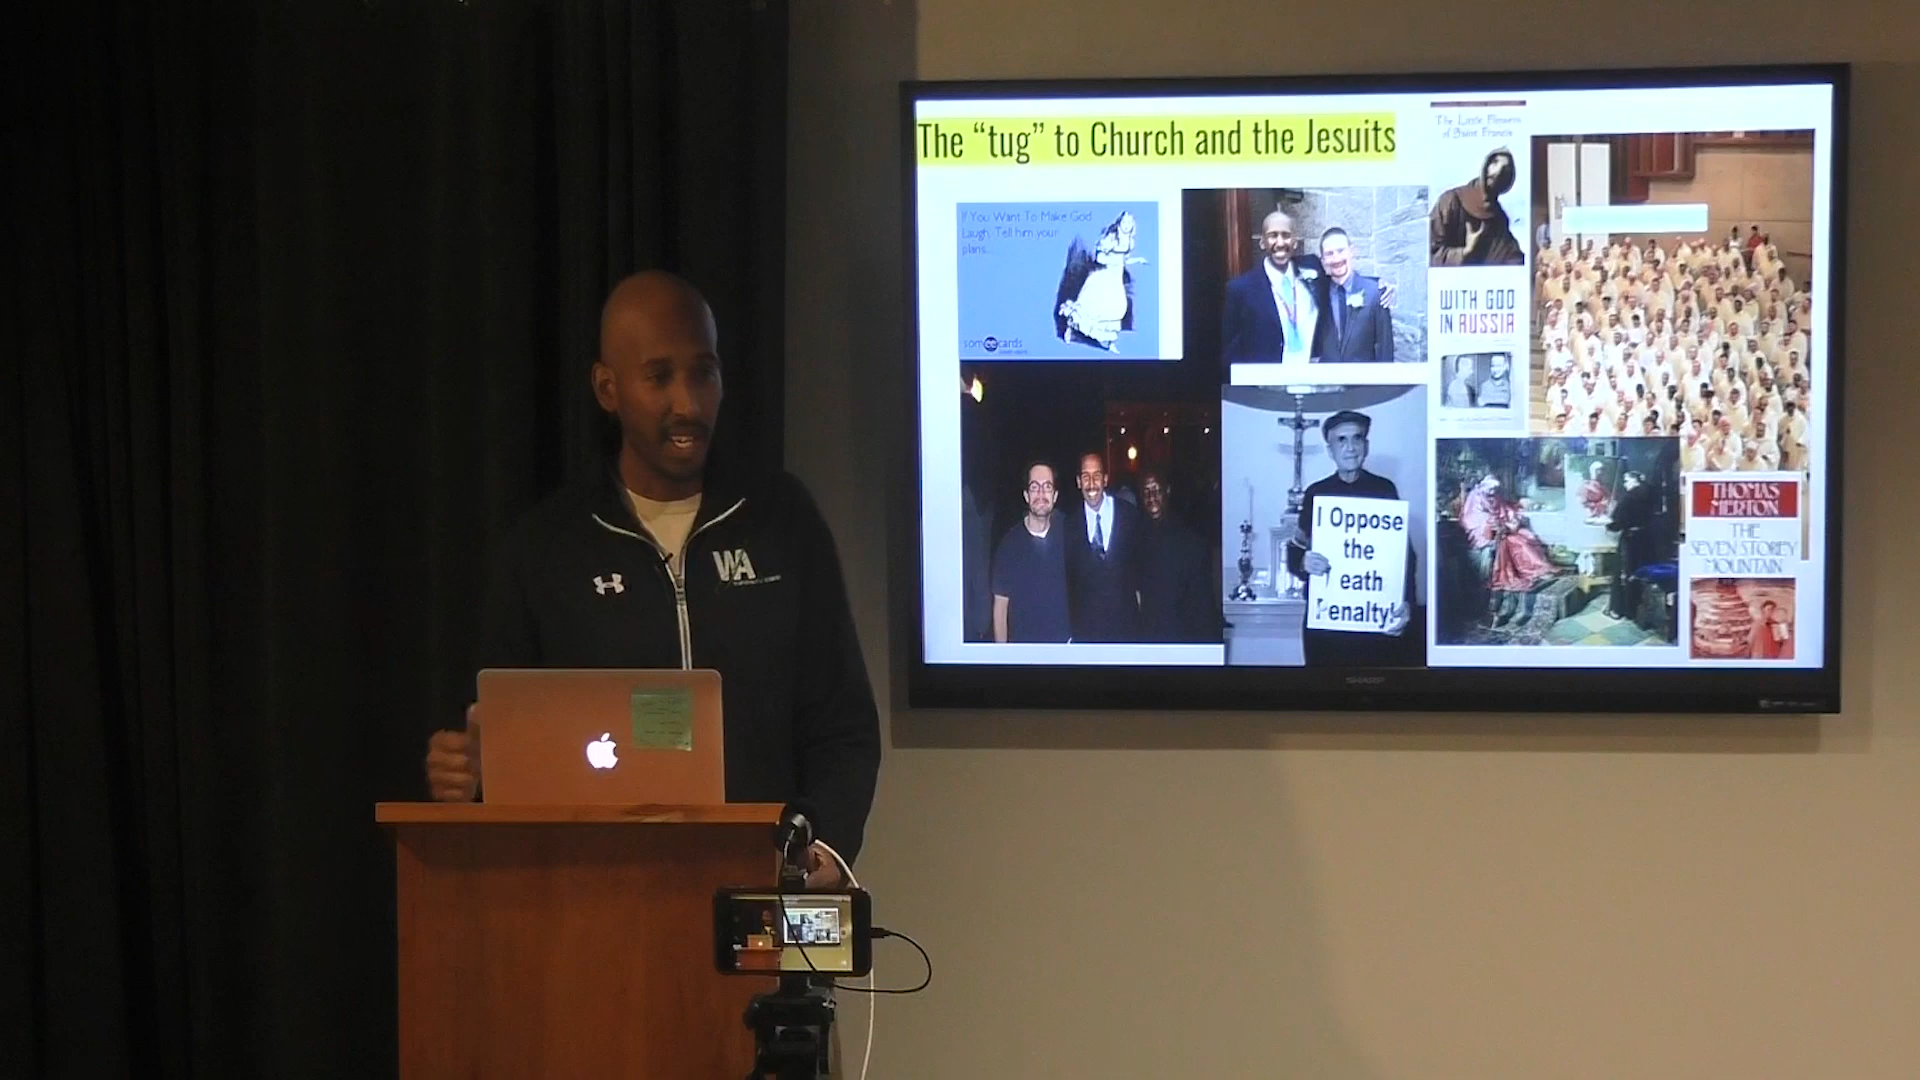 The “tug” to Church and the Jesuits
If You Want To Make God
Laugh, Tell him your
plans...
someecards
The Little Flowers
of Saint Francis
WITH GOD
IN RUSSIA
I Oppose
the
eath
Penalty!
THOMAS
MERTON
THE
SEVEN STOREY
MOUNTAIN
SHARP
WA